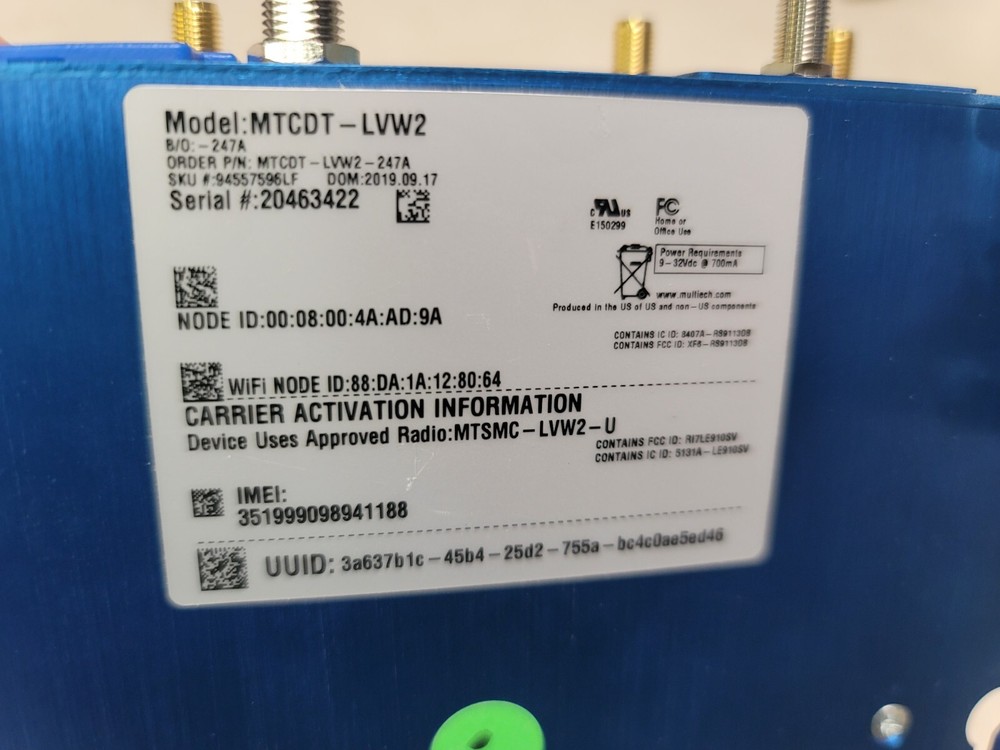 Model:MTCDT-LVW2
B/O:-247A
ORDER P/N: MTCDT-LVW2-247A
SKU #:94557596LF DOM:2019.09.17
Serial #:20463422
c UL us
E150299
FC
Home or
Office Use
Power Requirements
9-32Vdc @ 700mA
www.multitech.com
Produced in the US of US and non-US components
NODE ID:00:08:00:4A:AD:9A
CONTAINS IC ID: 8407A-RS9113DB
CONTAINS FCC ID: XF6-RS9113DB
WiFi NODE ID:88:DA:1A:12:80:64
CARRIER ACTIVATION INFORMATION
Device Uses Approved Radio:MTSMC-LVW2-U
CONTAINS FCC ID: RI7LE910SV
CONTAINS IC ID: 5131A-LE910SV
IMEI:
351999098941188
UUID: 3a637b1c-45b4-25d2-755a-bc4c0ae5ed46